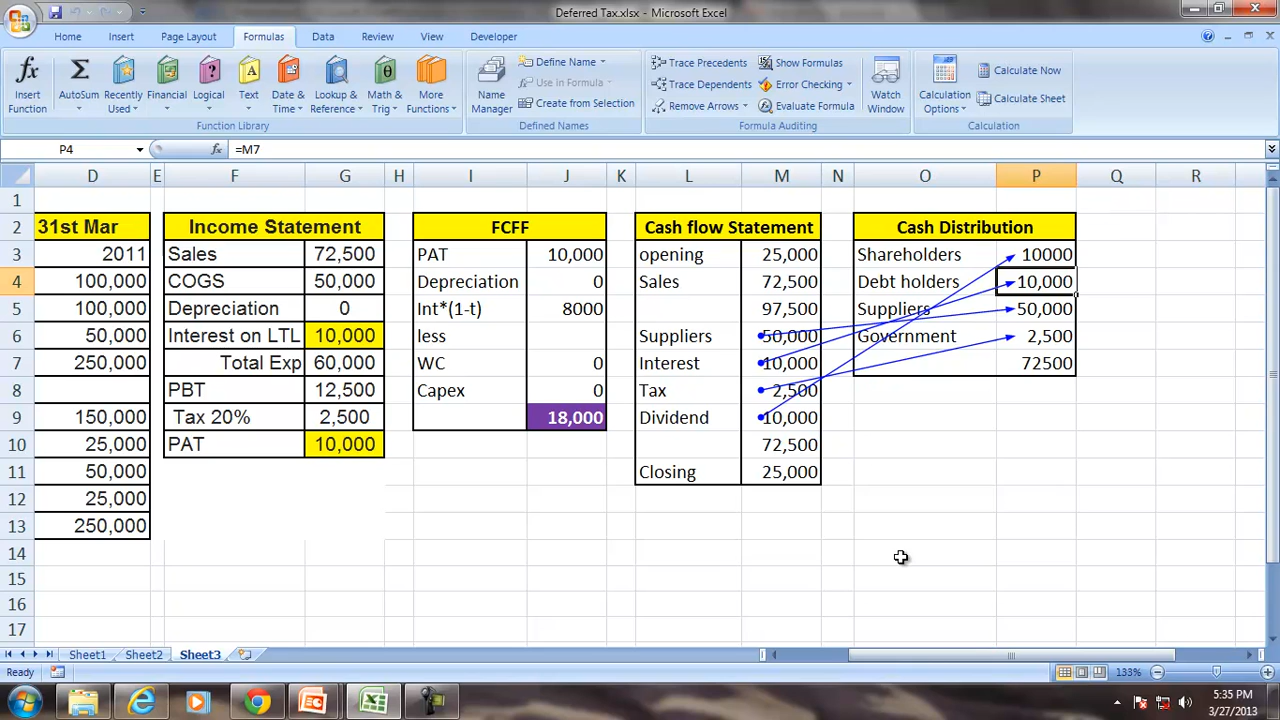 Deferred Tax.xlsx - Microsoft Excel
Home Insert Page Layout Formulas Data Review View Developer
Insert Function
AutoSum
Recently Used
Financial
Logical
Text
Date & Time
Lookup & Reference
Math & Trig
More Functions
Function Library
Name Manager
Define Name
Use in Formula
Create from Selection
Defined Names
Trace Precedents
Trace Dependents
Remove Arrows
Show Formulas
Error Checking
Evaluate Formula
Formula Auditing
Watch Window
Calculation Options
Calculate Now
Calculate Sheet
Calculation
P4 fx =M7
D E F G H I J K L M N O P Q R
1
2 31st Mar Income Statement FCFF Cash flow Statement Cash Distribution
3 2011 Sales 72,500 PAT 10,000 opening 25,000 Shareholders 10000
4 100,000 COGS 50,000 Depreciation 0 Sales 72,500 Debt holders 10,000
5 100,000 Depreciation 0 Int*(1-t) 8000 97,500 Suppliers 50,000
6 50,000 Interest on LTL 10,000 less Suppliers 50,000 Government 2,500
7 250,000 Total Exp 60,000 WC 0 Interest 10,000 72500
8 PBT 12,500 Capex 0 Tax 2,500
9 150,000 Tax 20% 2,500 18,000 Dividend 10,000
10 25,000 PAT 10,000 72,500
11 50,000 Closing 25,000
12 25,000
13 250,000
14
15
16
17
Sheet1 Sheet2 Sheet3
Ready 133%
5:35 PM
3/27/2013